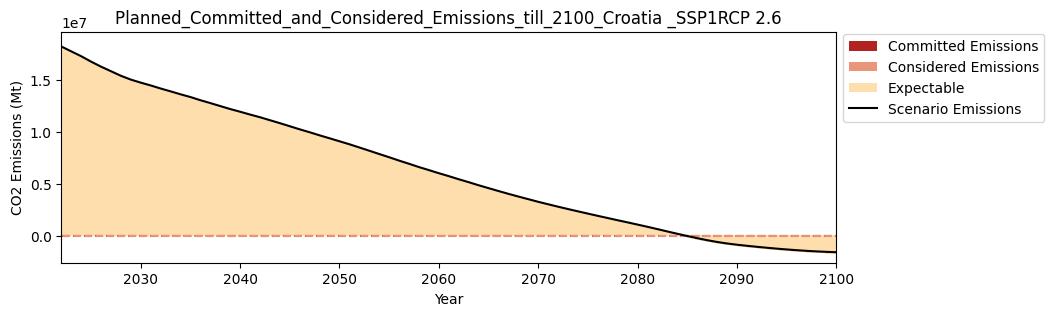 Planned_Committed_and_Considered_Emissions_till_2100_Croatia _SSP1RCP 2.6
1e7
CO2 Emissions (Mt)
1.5
1.0
0.5
0.0
2030 2040 2050 2060 2070 2080 2090 2100
Year
Committed Emissions
Considered Emissions
Expectable
Scenario Emissions